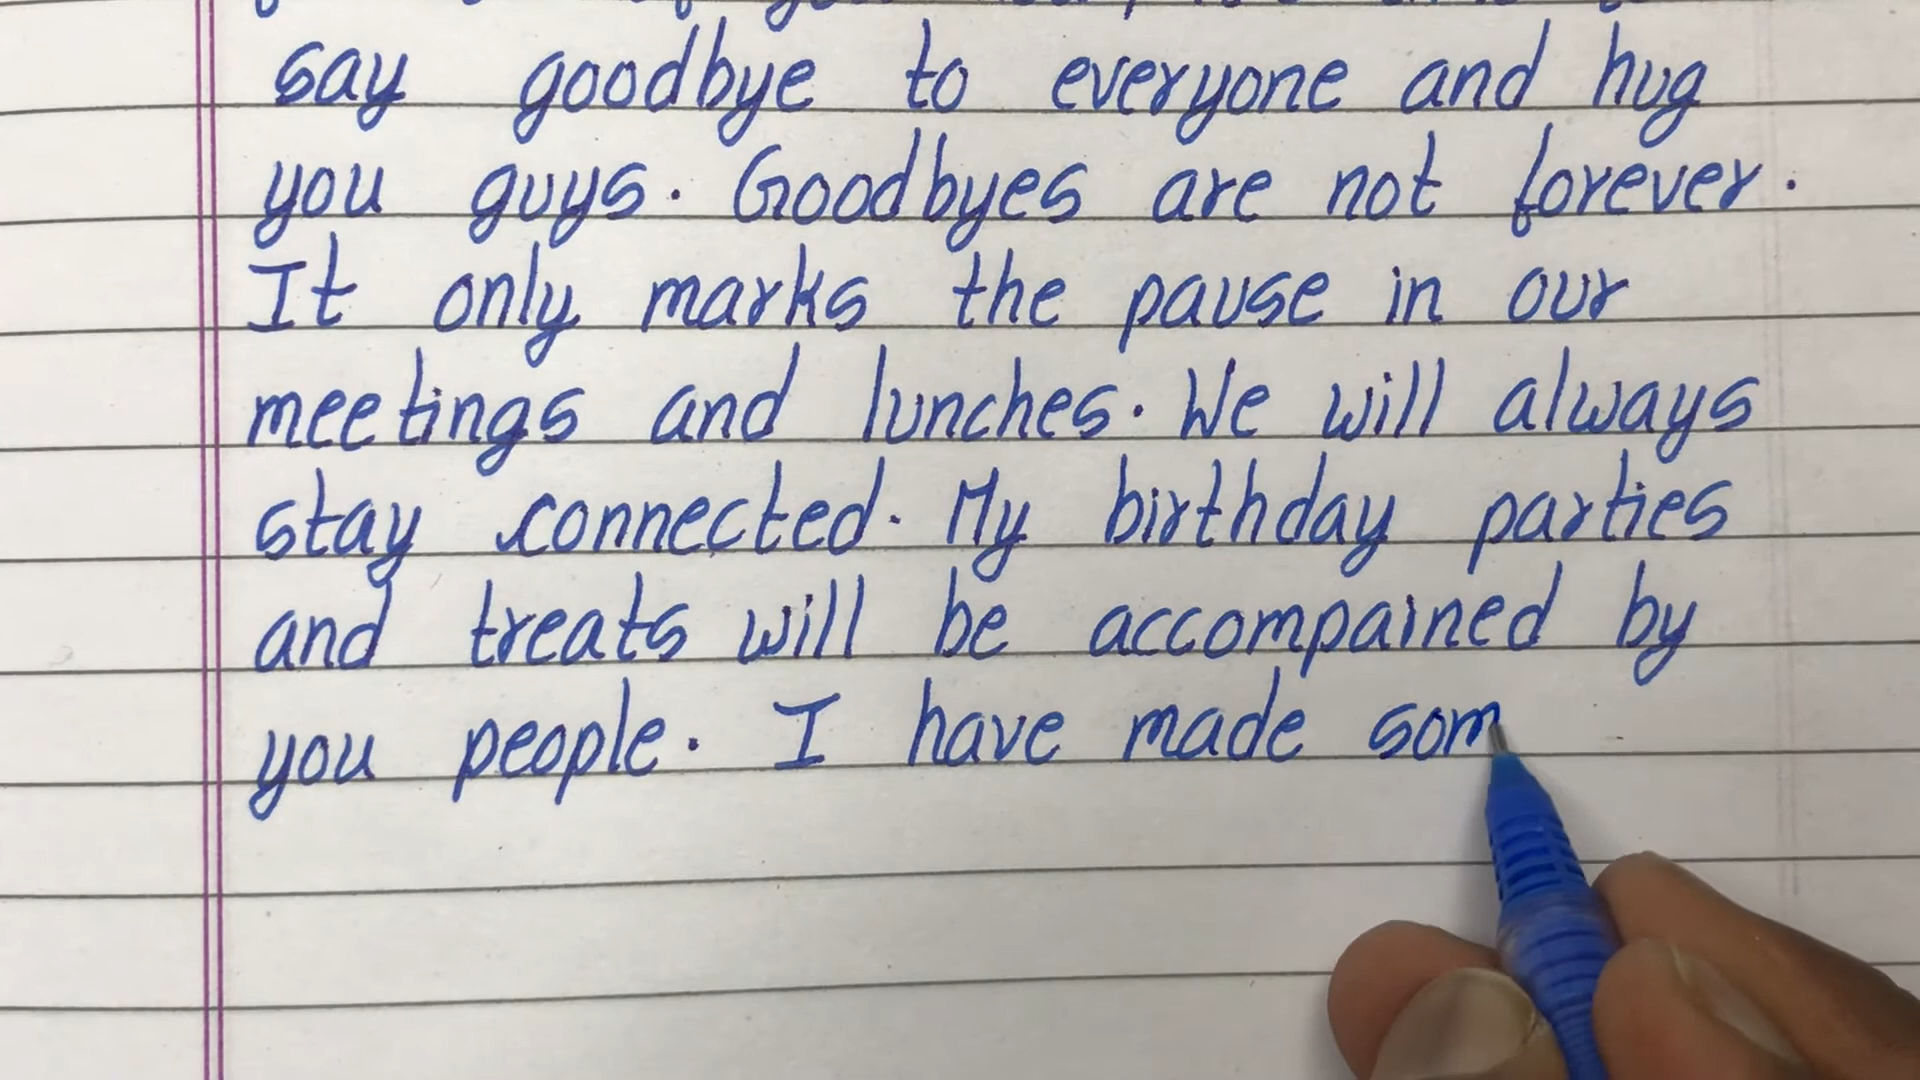 say goodbye to everyone and hug
you guys. Goodbyes are not forever.
It only marks the pause in our
meetings and lunches. We will always
stay connected. My birthday parties
and treats will be accompained by
you people. I have made som